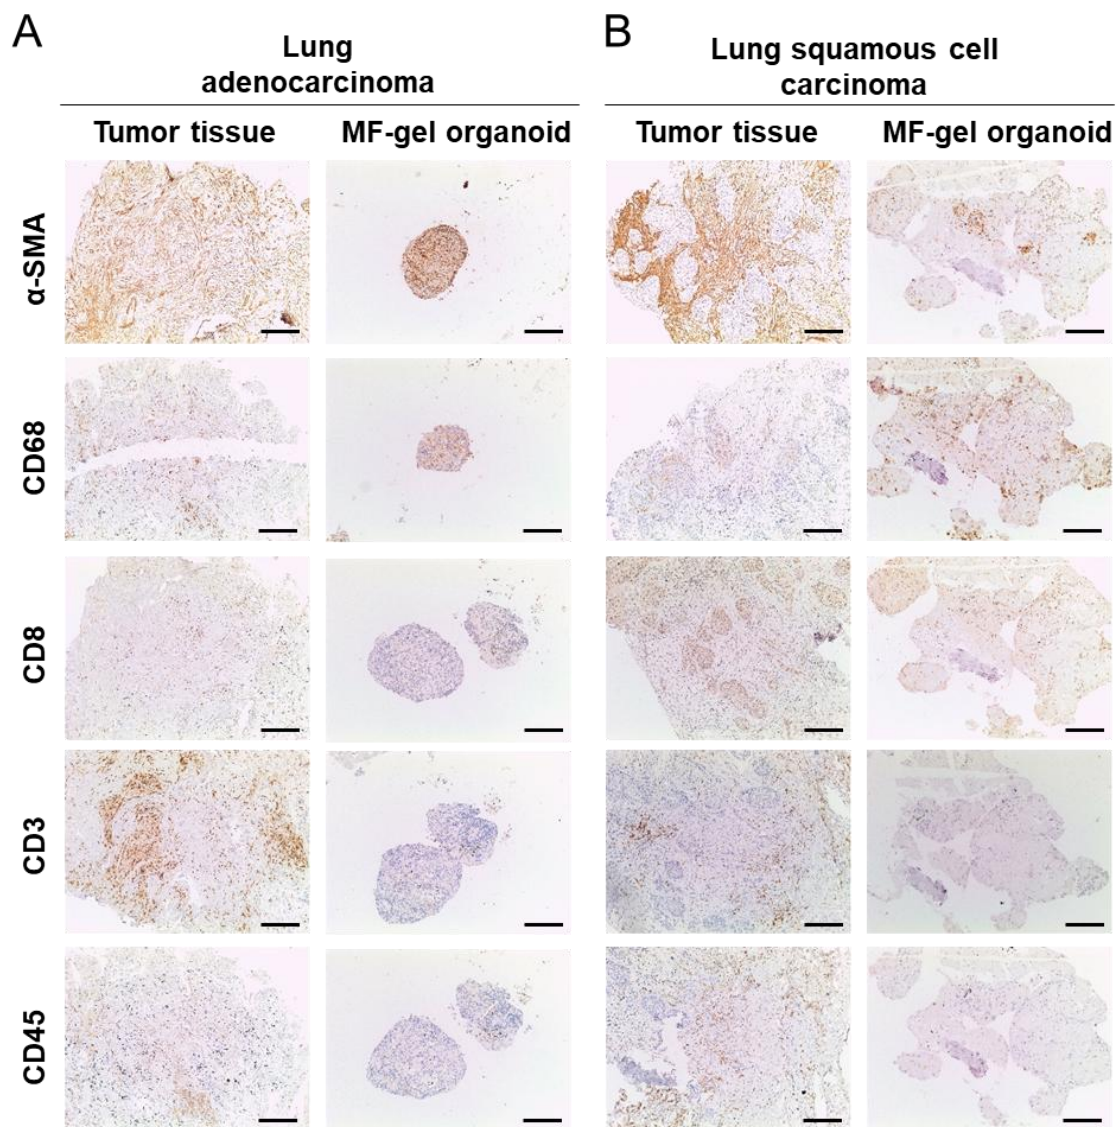 A
B
Lung
adenocarcinoma
Lung squamous cell
carcinoma
Tumor tissue
MF-gel organoid
Tumor tissue
MF-gel organoid
α-SMA
CD68
CD8
CD3
CD45